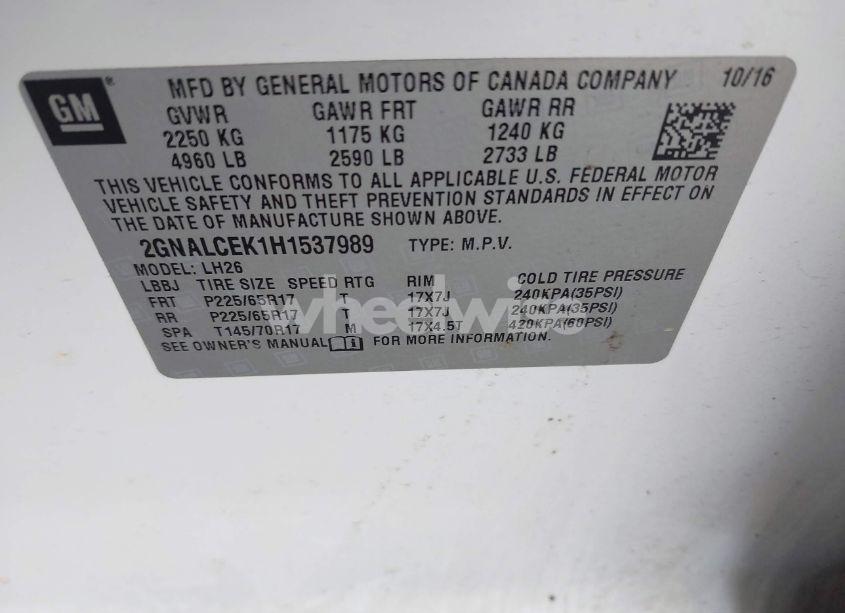 GM ®
MFD BY GENERAL MOTORS OF CANADA COMPANY 10/16
GVWR GAWR FRT GAWR RR
2250 KG 1175 KG 1240 KG
4960 LB 2590 LB 2733 LB
THIS VEHICLE CONFORMS TO ALL APPLICABLE U.S. FEDERAL MOTOR
VEHICLE SAFETY AND THEFT PREVENTION STANDARDS IN EFFECT ON
THE DATE OF MANUFACTURE SHOWN ABOVE.
2GNALCEK1H1537989 TYPE: M.P.V.
MODEL: LH26
LBBJ TIRE SIZE SPEED RTG RIM COLD TIRE PRESSURE
FRT P225/65R17 T 17X7J 240KPA(35PSI)
RR P225/65R17 T 17X7J 240KPA(35PSI)
SPA T145/70R17 M 17X4.5T 420KPA(60PSI)
SEE OWNER'S MANUAL FOR MORE INFORMATION.
wheelwing